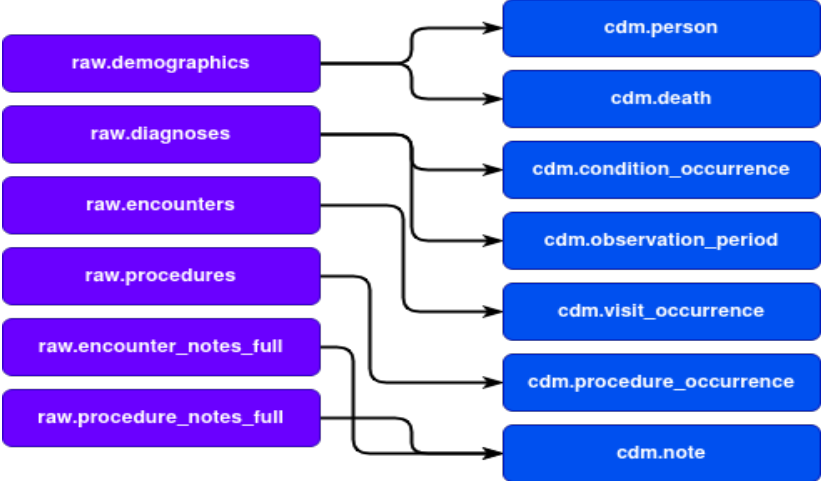 raw.demographics
raw.diagnoses
raw.encounters
raw.procedures
raw.encounter_notes_full
raw.procedure_notes_full
cdm.person
cdm.death
cdm.condition_occurrence
cdm.observation_period
cdm.visit_occurrence
cdm.procedure_occurrence
cdm.note